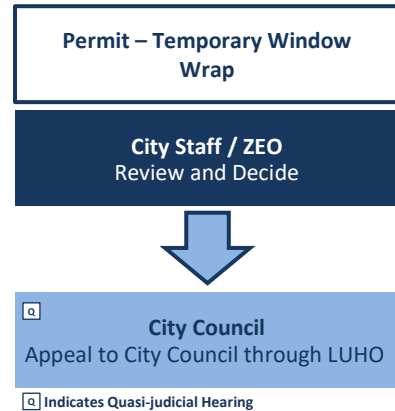 Permit – Temporary Window
Wrap
City Staff / ZEO
Review and Decide
Q
City Council
Appeal to City Council through LUHO
Q Indicates Quasi-judicial Hearing